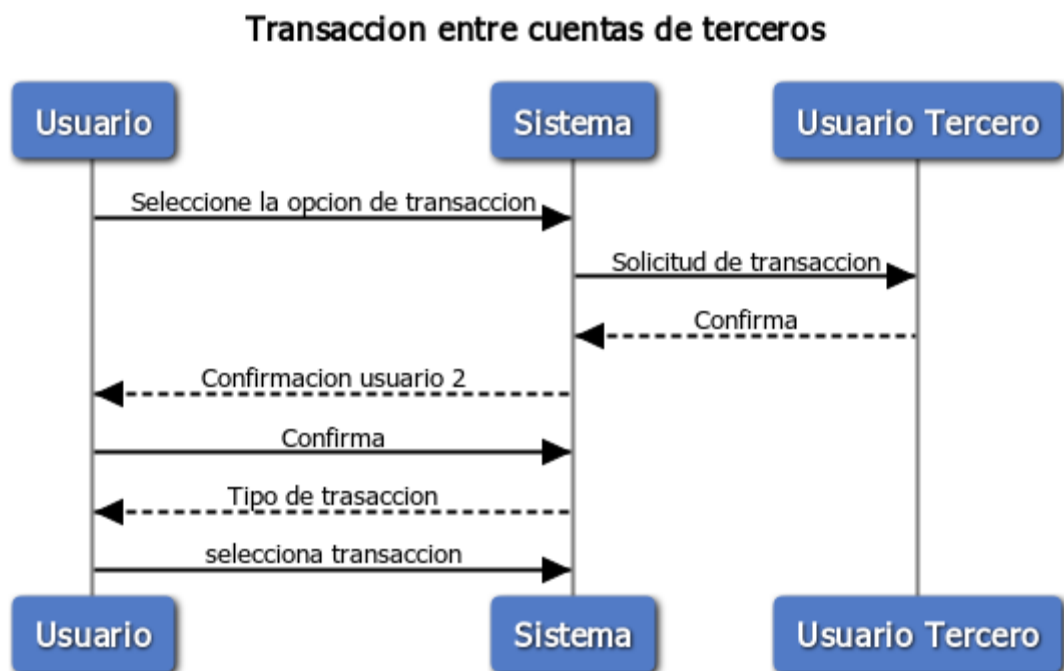 Transaccion entre cuentas de terceros
Usuario
Sistema
Usuario Tercero
Seleccione la opcion de transaccion
Solicitud de transaccion
Confirma
Confirmacion usuario 2
Confirma
Tipo de trasaccion
selecciona transaccion
Usuario
Sistema
Usuario Tercero